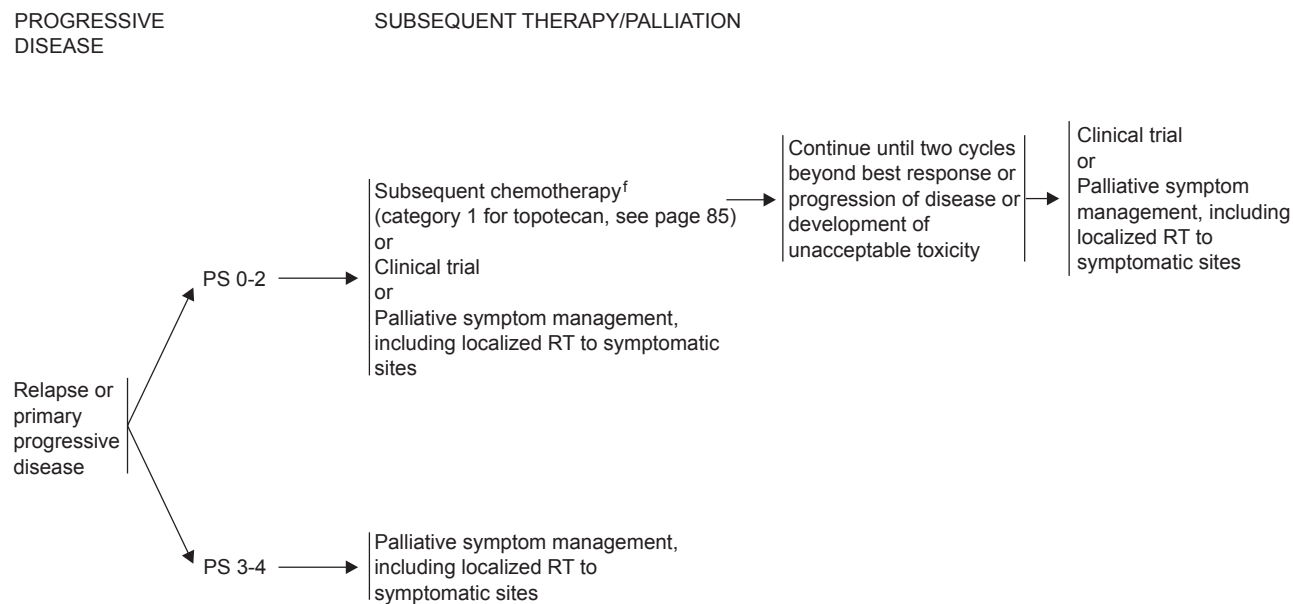 PROGRESSIVE
DISEASE
SUBSEQUENT THERAPY/PALLIATION
Relapse or
primary
progressive
disease
PS 0-2
Subsequent chemotherapyᶠ
(category 1 for topotecan, see page 85)
or
Clinical trial
or
Palliative symptom management,
including localized RT to symptomatic
sites
Continue until two cycles
beyond best response or
progression of disease or
development of
unacceptable toxicity
Clinical trial
or
Palliative symptom
management, including
localized RT to
symptomatic sites
PS 3-4
Palliative symptom management,
including localized RT to
symptomatic sites